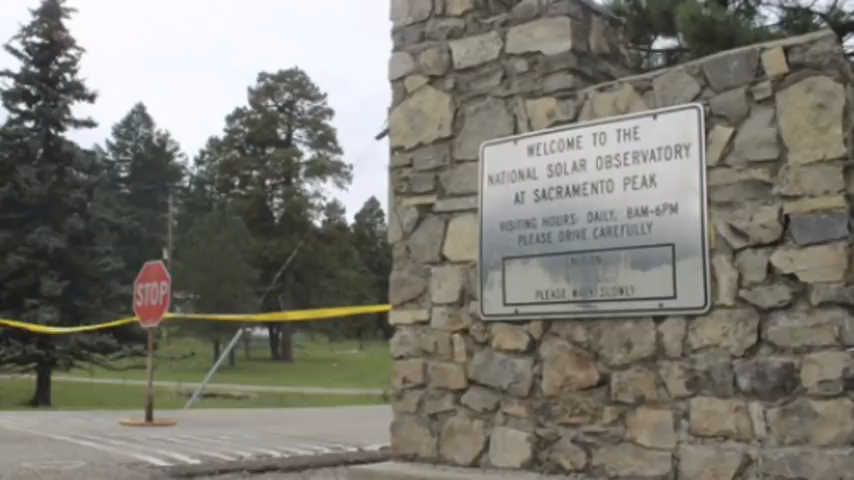 WELCOME TO THE
NATIONAL SOLAR OBSERVATORY
AT SACRAMENTO PEAK
VISITING HOURS: DAILY, 8AM-6PM
PLEASE DRIVE CAREFULLY
CAUTION
PLEASE WALK SLOWLY
STOP